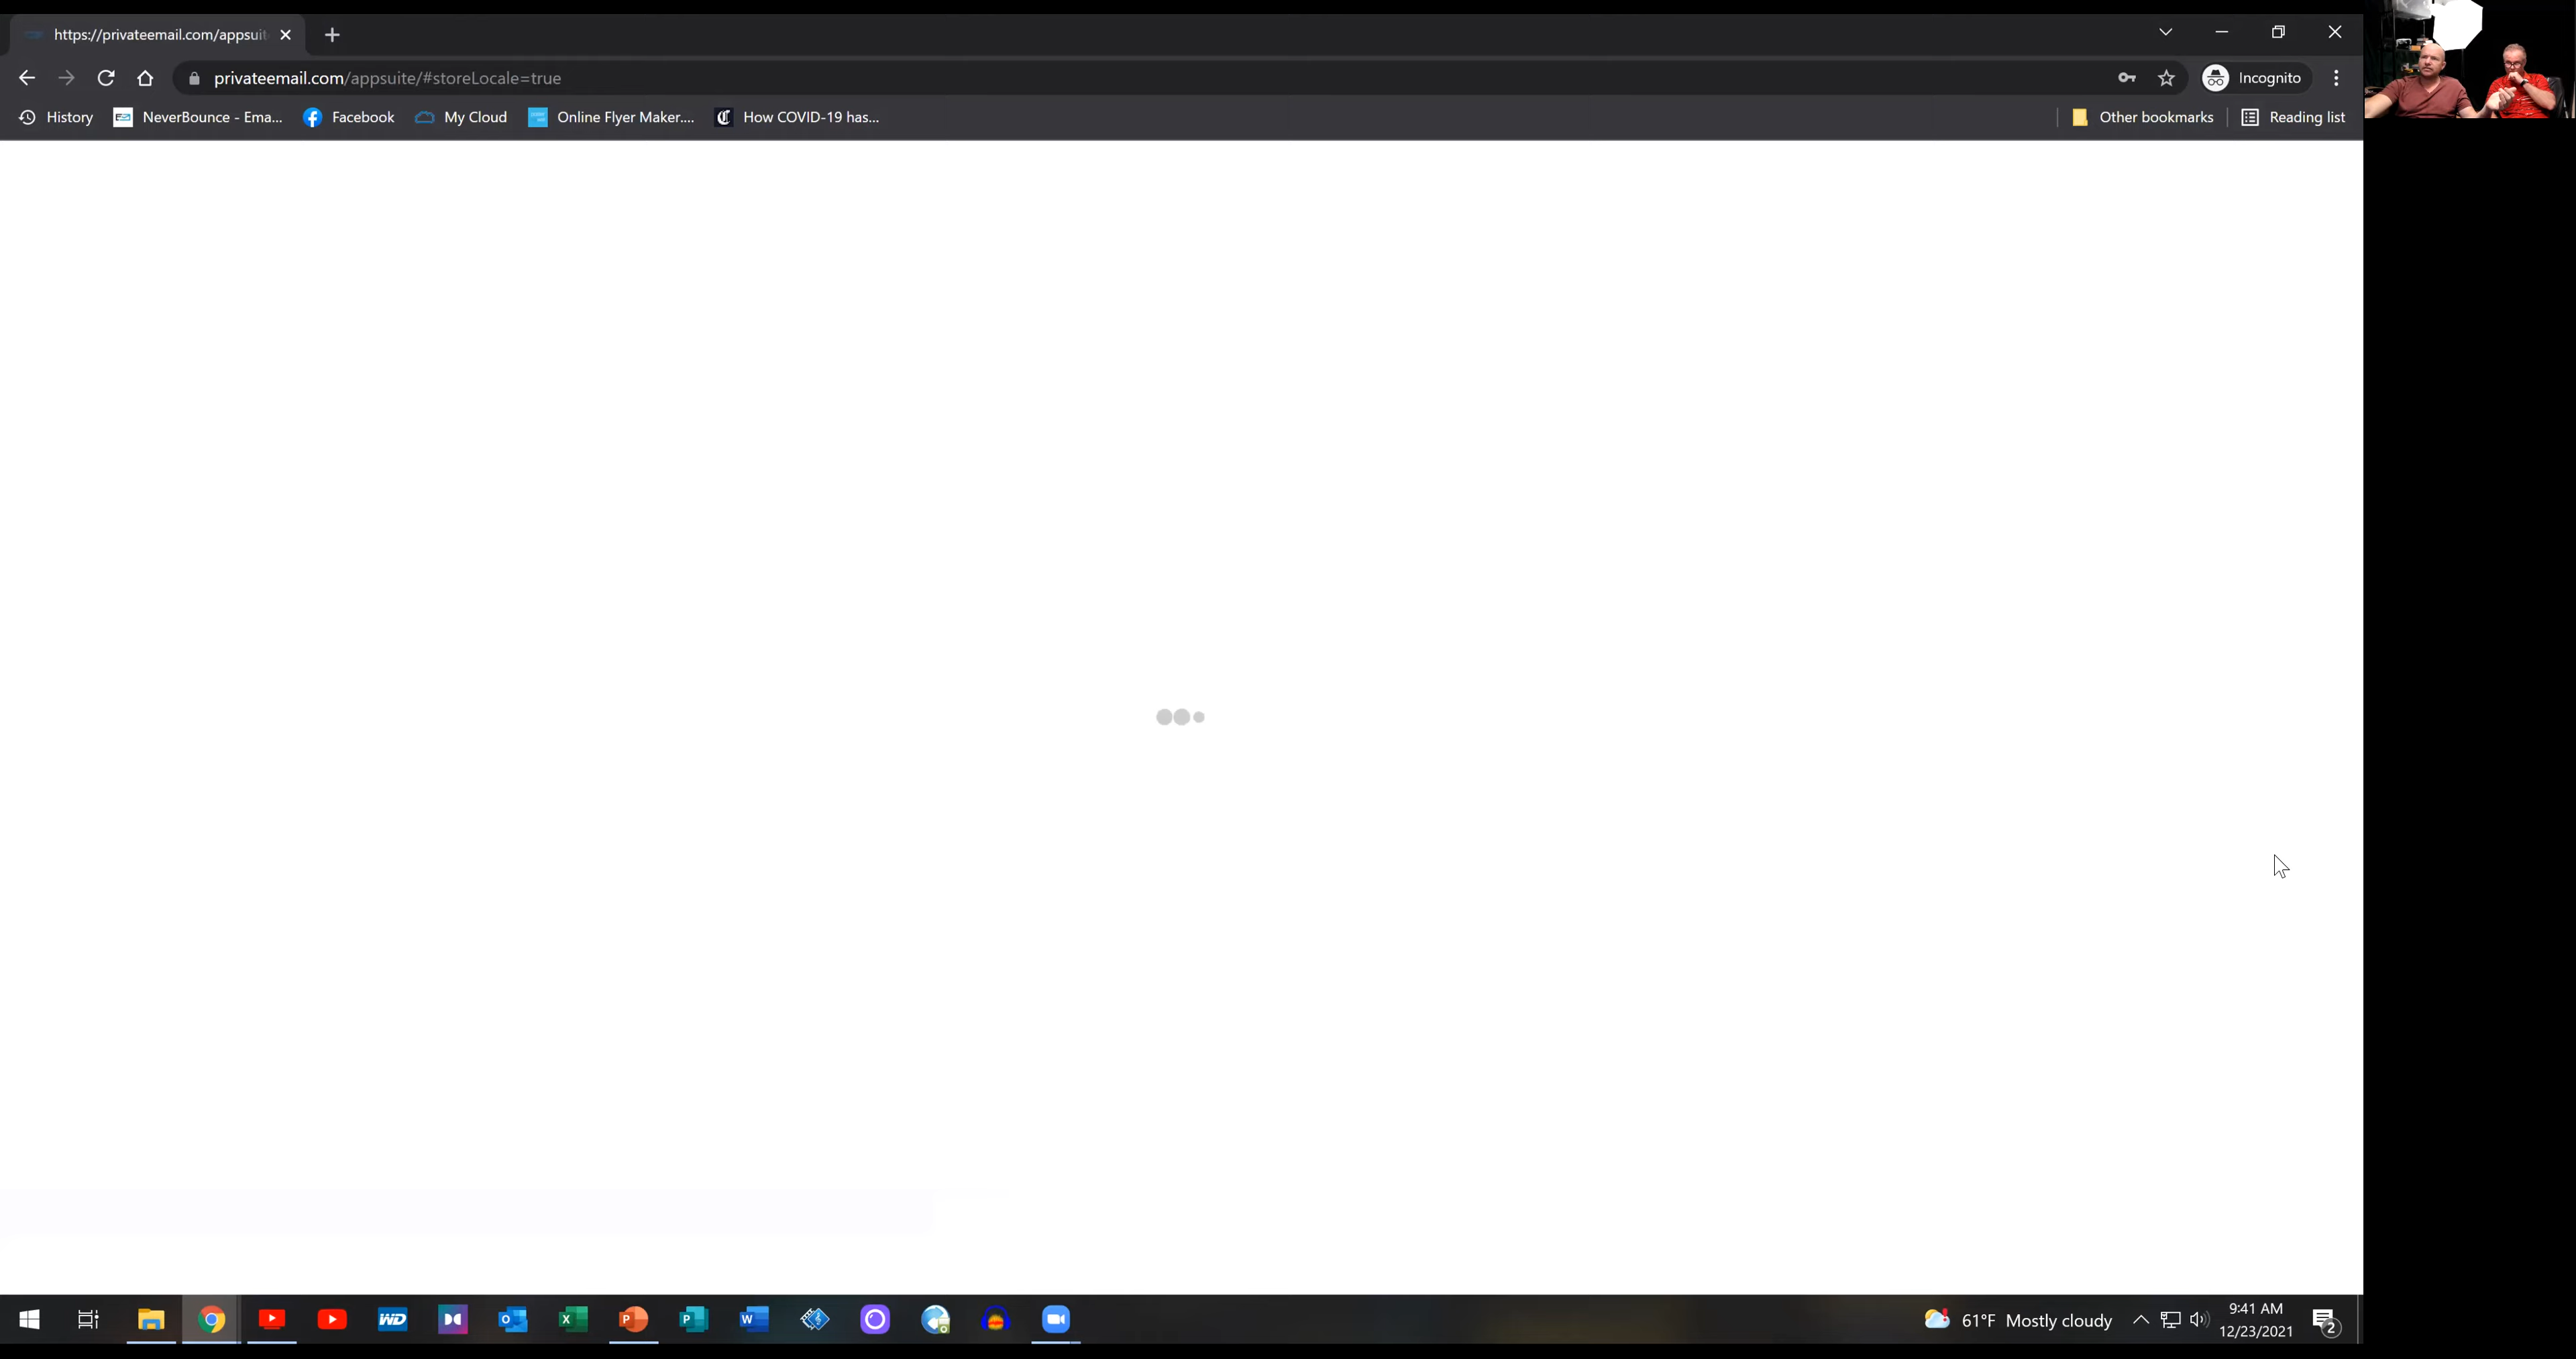 https://privateemail.com/appsuit
privateemail.com/appsuite/#storeLocale=true
Incognito
History
NeverBounce - Ema...
Facebook
My Cloud
Online Flyer Maker....
How COVID-19 has...
Other bookmarks
Reading list
61°F Mostly cloudy
9:41 AM
12/23/2021
2